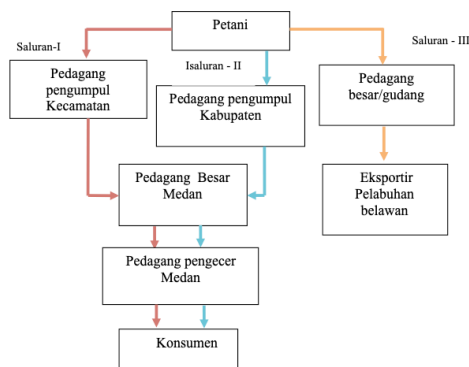 Petani
Saluran-I
Isaluran - II
Saluran - III
Pedagang
pengumpul
Kecamatan
Pedagang pengumpul
Kabupaten
Pedagang
besar/gudang
Pedagang Besar
Medan
Eksportir
Pelabuhan
belawan
Pedagang pengecer
Medan
Konsumen